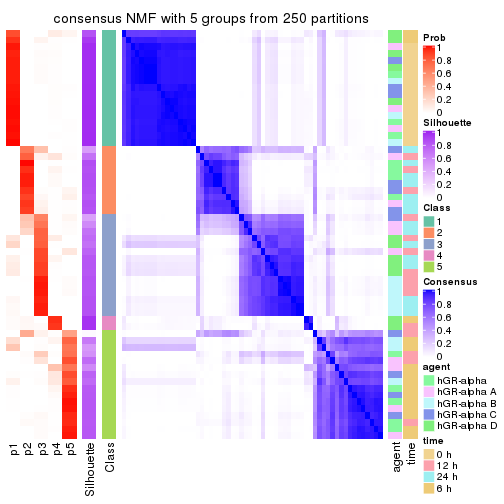 consensus NMF with 5 groups from 250 partitions
Prob
1
0.8
0.6
0.4
0.2
0
Silhouette
1
0.8
0.6
0.4
0.2
0
Class
1
2
3
4
5
Consensus
1
0.8
0.6
0.4
0.2
0
agent
hGR-alpha
hGR-alpha A
hGR-alpha B
hGR-alpha C
hGR-alpha D
time
0 h
12 h
24 h
6 h
p1
p2
p3
p4
p5
Silhouette
Class
agent
time